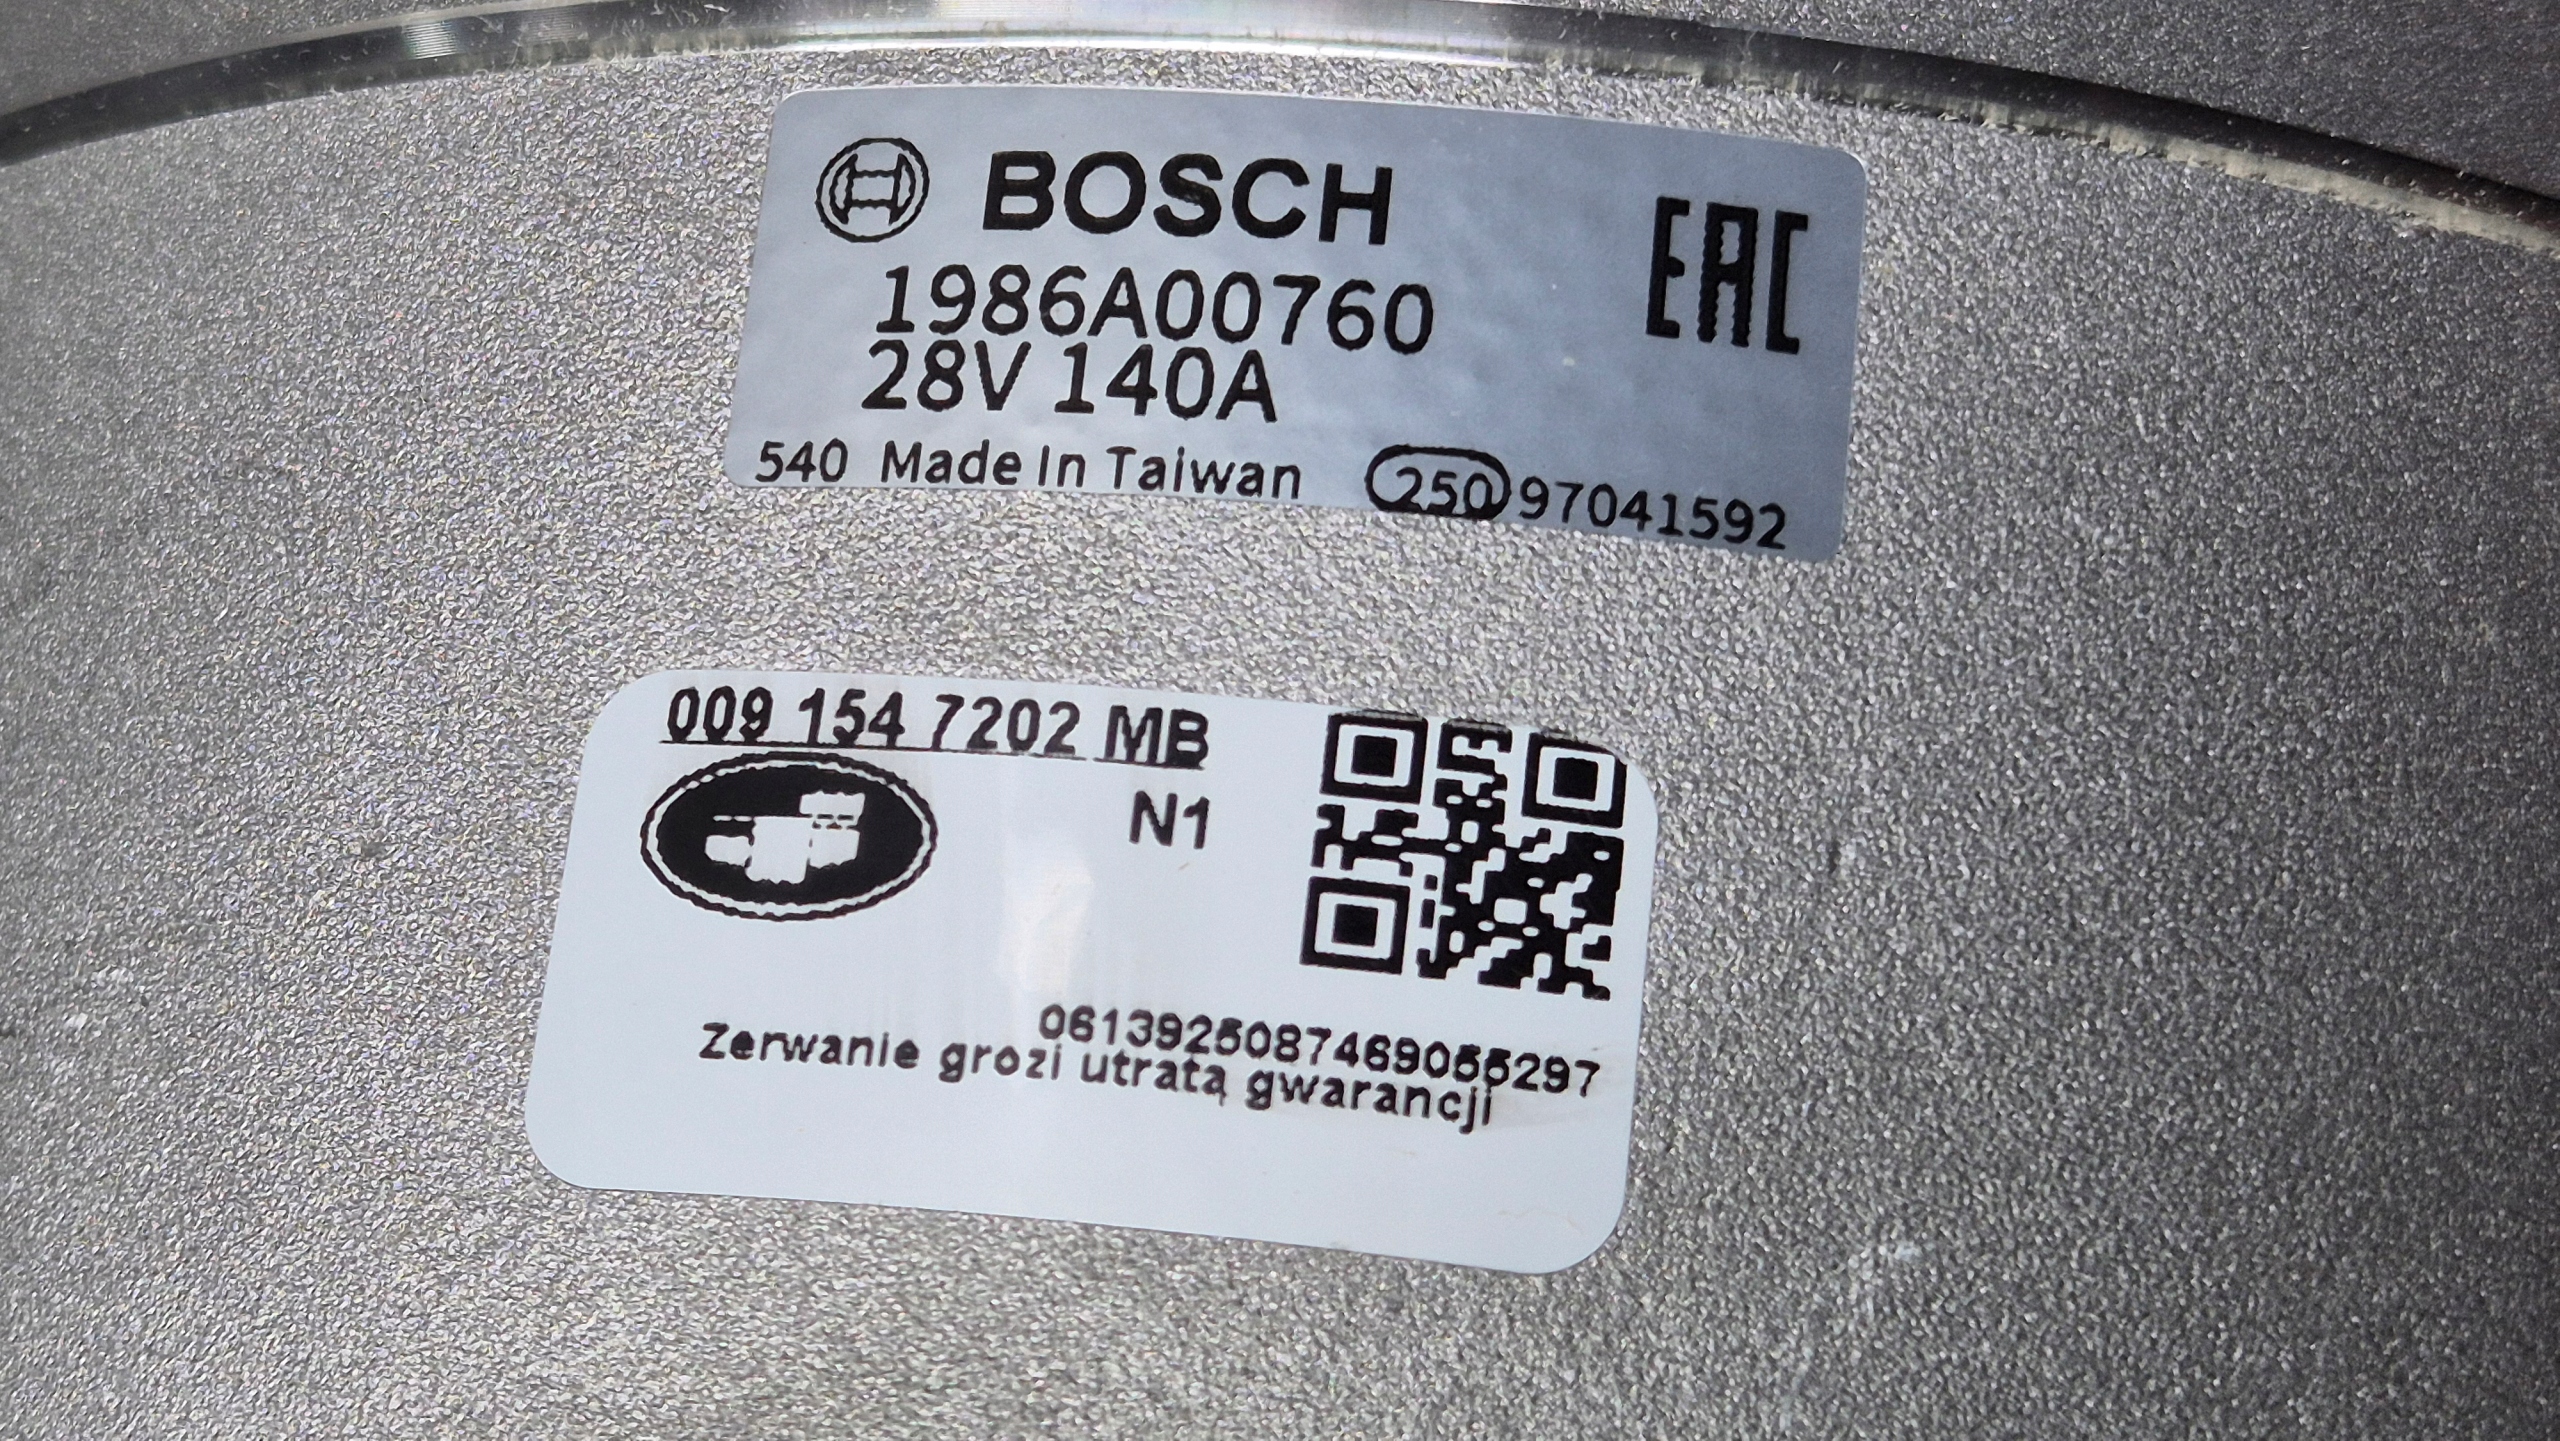 BOSCH
EAC
1986A00760
28V 140A
540 Made In Taiwan 250 97041592
009 154 7202 MB
N1
0613925087469055297
Zerwanie grozi utratą gwarancji